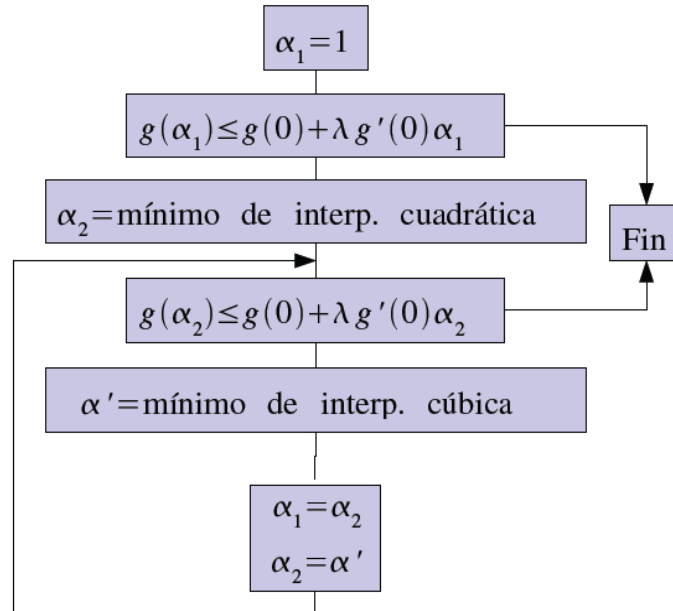 α₁=1
g(α₁)≤g(0)+λ g'(0)α₁
α₂=mínimo de interp. cuadrática
Fin
g(α₂)≤g(0)+λ g'(0)α₂
α'=mínimo de interp. cúbica
α₁=α₂
α₂=α'